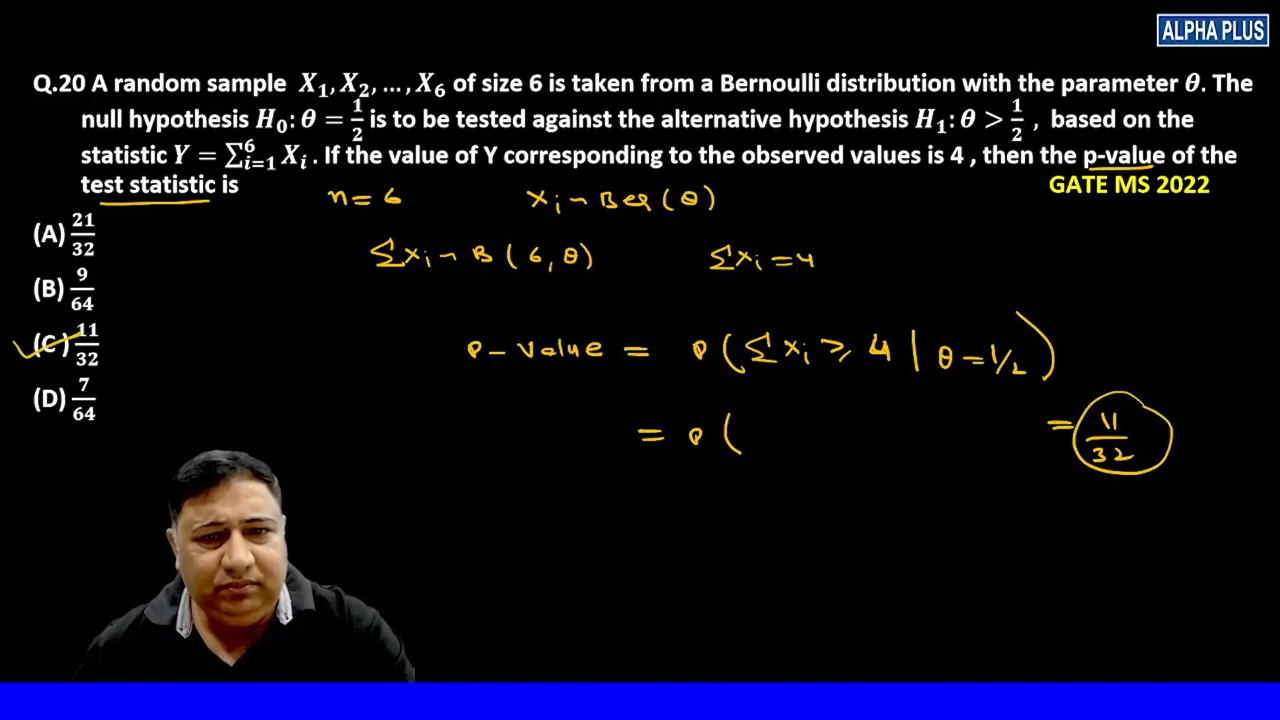 ALPHA PLUS
Q.20 A random sample X₁, X₂, ..., X₆ of size 6 is taken from a Bernoulli distribution with the parameter θ. The
null hypothesis H₀: θ = 1/2 is to be tested against the alternative hypothesis H₁: θ > 1/2 , based on the
statistic Y = ∑⁶ᵢ₌₁ Xᵢ . If the value of Y corresponding to the observed values is 4 , then the p-value of the
test statistic is
GATE MS 2022
n = 6 xᵢ ~ Ber (θ)
(A) 21/32
∑xᵢ ~ B (6, θ) ∑xᵢ = 4
(B) 9/64
(C) 11/32
p-value = P (∑xᵢ ≥ 4 | θ = 1/2)
(D) 7/64
= P ( = 11/32